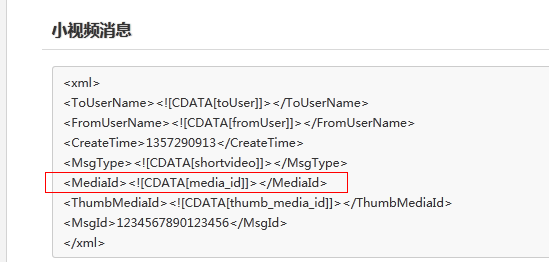 小视频消息
<xml>
<ToUserName><![CDATA[toUser]]></ToUserName>
<FromUserName><![CDATA[fromUser]]></FromUserName>
<CreateTime>1357290913</CreateTime>
<MsgType><![CDATA[shortvideo]]></MsgType>
<MediaId><![CDATA[media_id]]></MediaId>
<ThumbMediaId><![CDATA[thumb_media_id]]></ThumbMediaId>
<MsgId>1234567890123456</MsgId>
</xml>